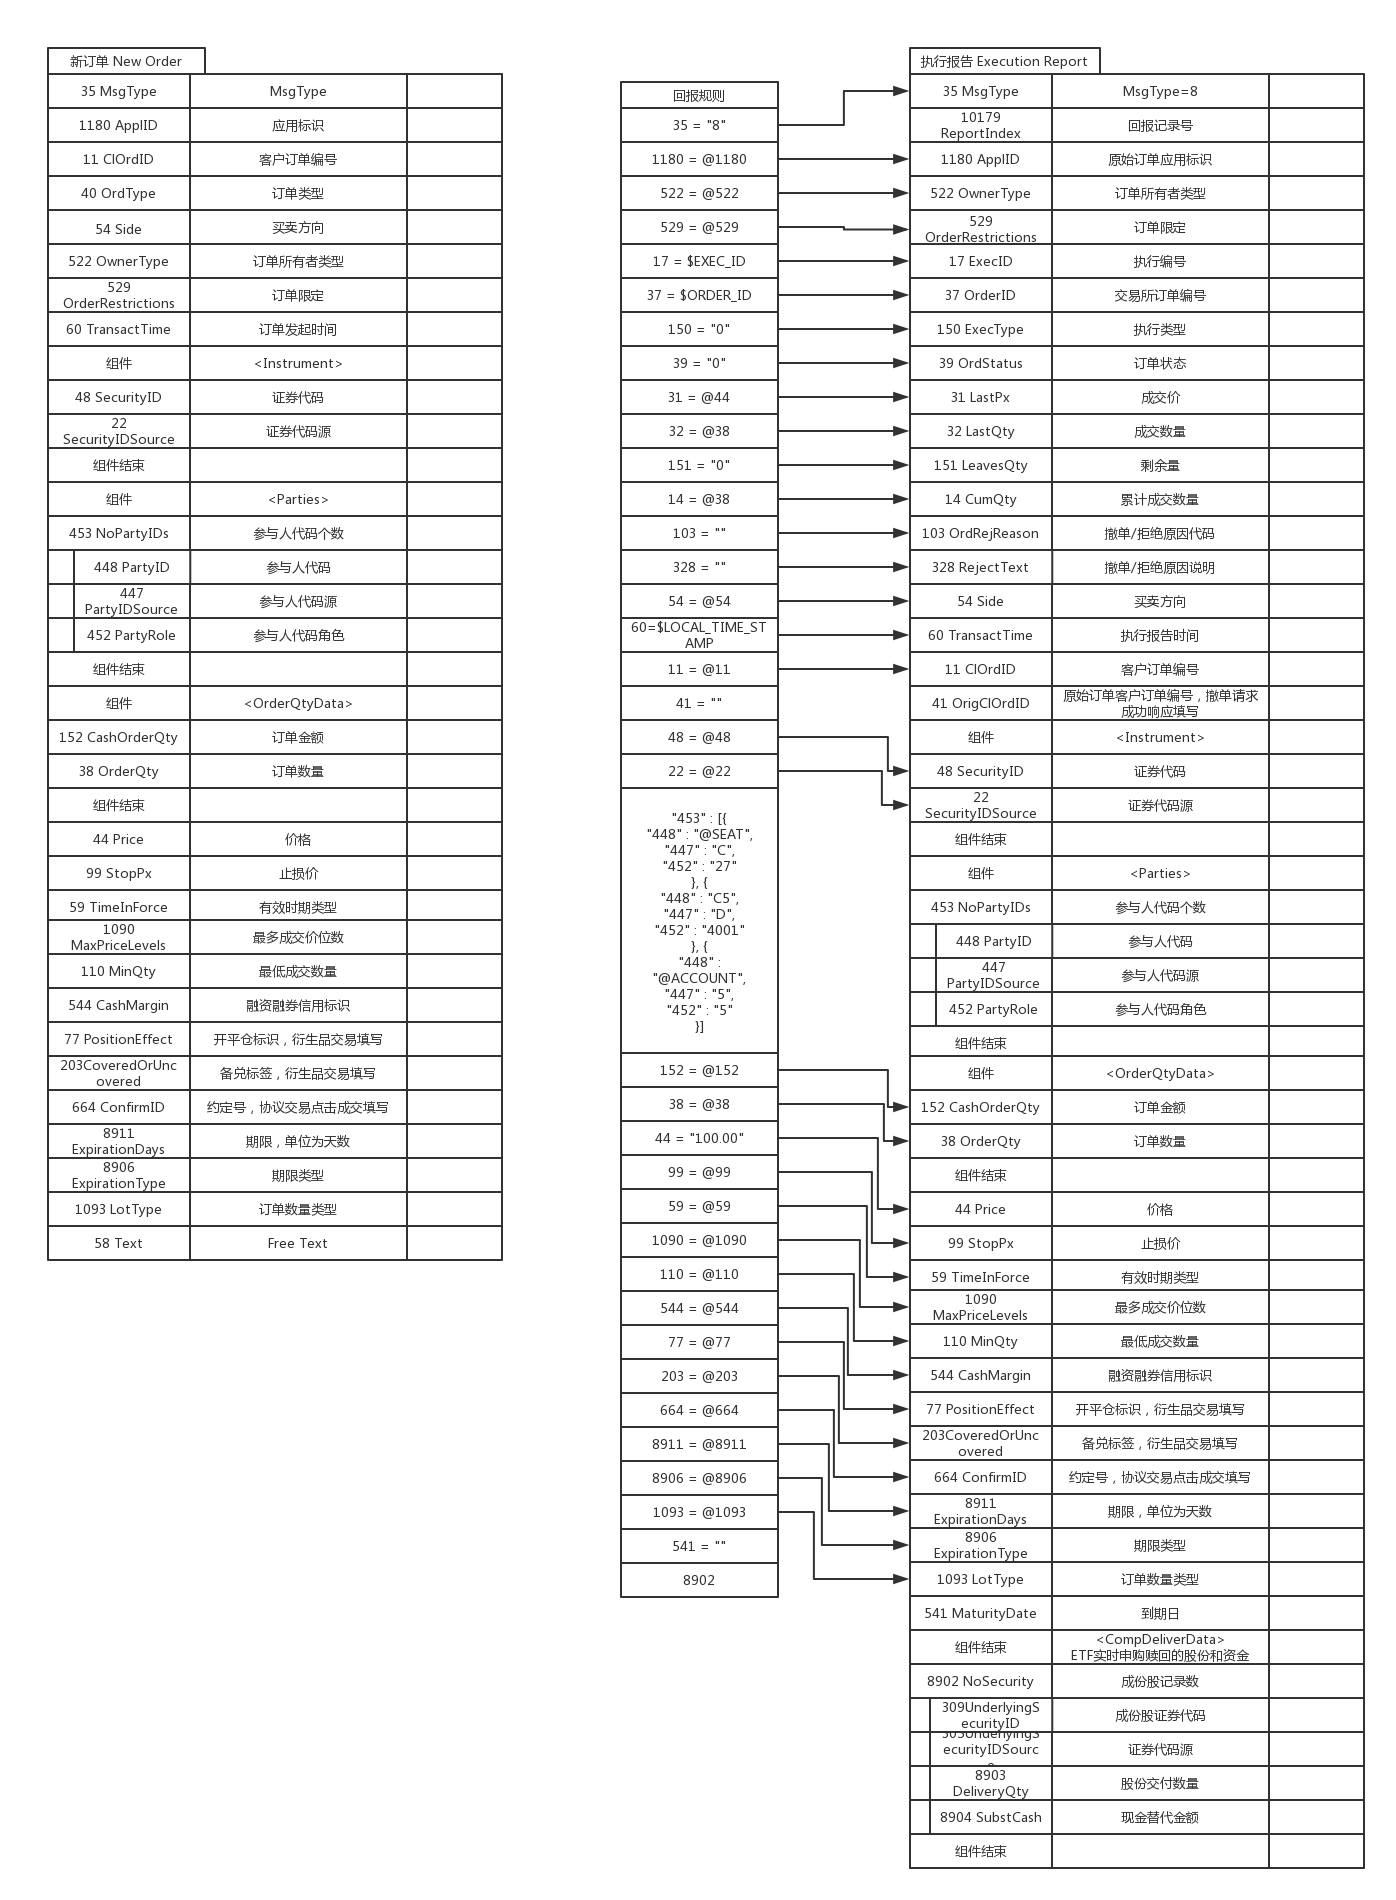 新订单 New Order
35 MsgType
MsgType
1180 ApplID
应用标识
11 ClOrdID
客户订单编号
40 OrdType
订单类型
54 Side
买卖方向
522 OwnerType
订单所有者类型
529
OrderRestrictions
订单限定
60 TransactTime
订单发起时间
组件
<Instrument>
48 SecurityID
证券代码
22
SecurityIDSource
证券代码源
组件结束
组件
<Parties>
453 NoPartyIDs
参与人代码个数
448 PartyID
参与人代码
447
PartyIDSource
参与人代码源
452 PartyRole
参与人代码角色
组件结束
组件
<OrderQtyData>
152 CashOrderQty
订单金额
38 OrderQty
订单数量
组件结束
44 Price
价格
99 StopPx
止损价
59 TimeInForce
有效时期类型
1090
MaxPriceLevels
最多成交价位数
110 MinQty
最低成交数量
544 CashMargin
融资融券信用标识
77 PositionEffect
开平仓标识，衍生品交易填写
203CoveredOrUnc
overed
备兑标签，衍生品交易填写
664 ConfirmID
约定号，协议交易点击成交填写
8911
ExpirationDays
期限，单位为天数
8906
ExpirationType
期限类型
1093 LotType
订单数量类型
58 Text
Free Text
回报规则
35 = "8"
1180 = @1180
522 = @522
529 = @529
17 = $EXEC_ID
37 = $ORDER_ID
150 = "0"
39 = "0"
31 = @44
32 = @38
151 = "0"
14 = @38
103 = ""
328 = ""
54 = @54
60=$LOCAL_TIME_ST
AMP
11 = @11
41 = ""
48 = @48
22 = @22
"453" : [{
"448" : "@SEAT",
"447" : "C",
"452" : "27"
}, {
"448" : "C5",
"447" : "D",
"452" : "4001"
}, {
"448" :
"@ACCOUNT",
"447" : "5",
"452" : "5"
}]
152 = @152
38 = @38
44 = "100.00"
99 = @99
59 = @59
1090 = @1090
110 = @110
544 = @544
77 = @77
203 = @203
664 = @664
8911 = @8911
8906 = @8906
1093 = @1093
541 = ""
8902
执行报告 Execution Report
35 MsgType
MsgType=8
10179
ReportIndex
回报记录号
1180 ApplID
原始订单应用标识
522 OwnerType
订单所有者类型
529
OrderRestrictions
订单限定
17 ExecID
执行编号
37 OrderID
交易所订单编号
150 ExecType
执行类型
39 OrdStatus
订单状态
31 LastPx
成交价
32 LastQty
成交数量
151 LeavesQty
剩余量
14 CumQty
累计成交数量
103 OrdRejReason
撤单/拒绝原因代码
328 RejectText
撤单/拒绝原因说明
54 Side
买卖方向
60 TransactTime
执行报告时间
11 ClOrdID
客户订单编号
41 OrigClOrdID
原始订单客户订单编号，撤单请求
成功响应填写
组件
<Instrument>
48 SecurityID
证券代码
22
SecurityIDSource
证券代码源
组件结束
组件
<Parties>
453 NoPartyIDs
参与人代码个数
448 PartyID
参与人代码
447
PartyIDSource
参与人代码源
452 PartyRole
参与人代码角色
组件结束
组件
<OrderQtyData>
152 CashOrderQty
订单金额
38 OrderQty
订单数量
组件结束
44 Price
价格
99 StopPx
止损价
59 TimeInForce
有效时期类型
1090
MaxPriceLevels
最多成交价位数
110 MinQty
最低成交数量
544 CashMargin
融资融券信用标识
77 PositionEffect
开平仓标识，衍生品交易填写
203CoveredOrUnc
overed
备兑标签，衍生品交易填写
664 ConfirmID
约定号，协议交易点击成交填写
8911
ExpirationDays
期限，单位为天数
8906
ExpirationType
期限类型
1093 LotType
订单数量类型
541 MaturityDate
到期日
组件结束
<CompDeliverData>
ETF实时申购赎回的股份和资金
8902 NoSecurity
成份股记录数
309UnderlyingS
ecurityID
成份股证券代码
ecurityIDSourc
证券代码源
8903
DeliveryQty
股份交付数量
8904 SubstCash
现金替代金额
组件结束